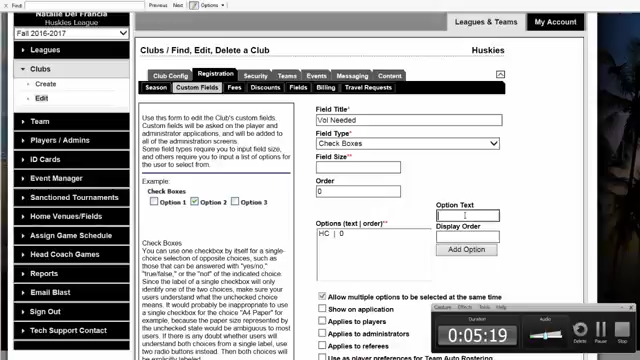 Find:
Previous
Next
Options
Natalie Del Francia
Huskies League
Fall 2016-2017
Leagues & Teams
My Account
Leagues
Clubs
Create
Edit
Team
Players / Admins
ID Cards
Event Manager
Sanctioned Tournaments
Home Venues/Fields
Assign Game Schedule
Head Coach Games
Reports
Email Blast
Sign Out
Tech Support Contact
Clubs / Find, Edit, Delete a Club
Huskies
Club Config
Registration
Security
Teams
Events
Messaging
Content
Season
Custom Fields
Fees
Discounts
Fields
Billing
Travel Requests
Use this form to edit the Club's custom fields.
Custom fields will be asked on the player and
administrator applications, and will be added to
all of the administration screens.
Some field types require you to input field size,
and others require you to input a list of options for
the user to select from.
Example:
Check Boxes
Option 1
Option 2
Option 3
Check Boxes
You can use one checkbox by itself for a single-
choice selection of opposite choices, such as
those that can be answered with "yes/no",
"true/false," or the "not" of the indicated choice.
Since the label of a single checkbox will only
identify one of the two choices, make sure your
users understand what the unchecked choice
means. It would probably be inappropriate to
use a single checkbox for the choice "A4 Paper" for
example, because the paper size represented by
the unchecked state would be ambiguous to most
users. If there is any doubt under which will
two radio buttons instead. Then both choices will
be explicitly labeled.
Field Title*
Vol Needed
Field Type*
Check Boxes
Field Size**
Order
0
Option Text
Options (text | order)**
Display Order
HC | 0
Add Option
Allow multiple options to be selected at the same time
Show on application
Applies to players
Applies to administrators
Applies to referees
Use as player preferences for Team Auto Rostering
Capture
Effects
Tools
Help
Duration
0:05:19
Audio
Delete
Pause
Stop